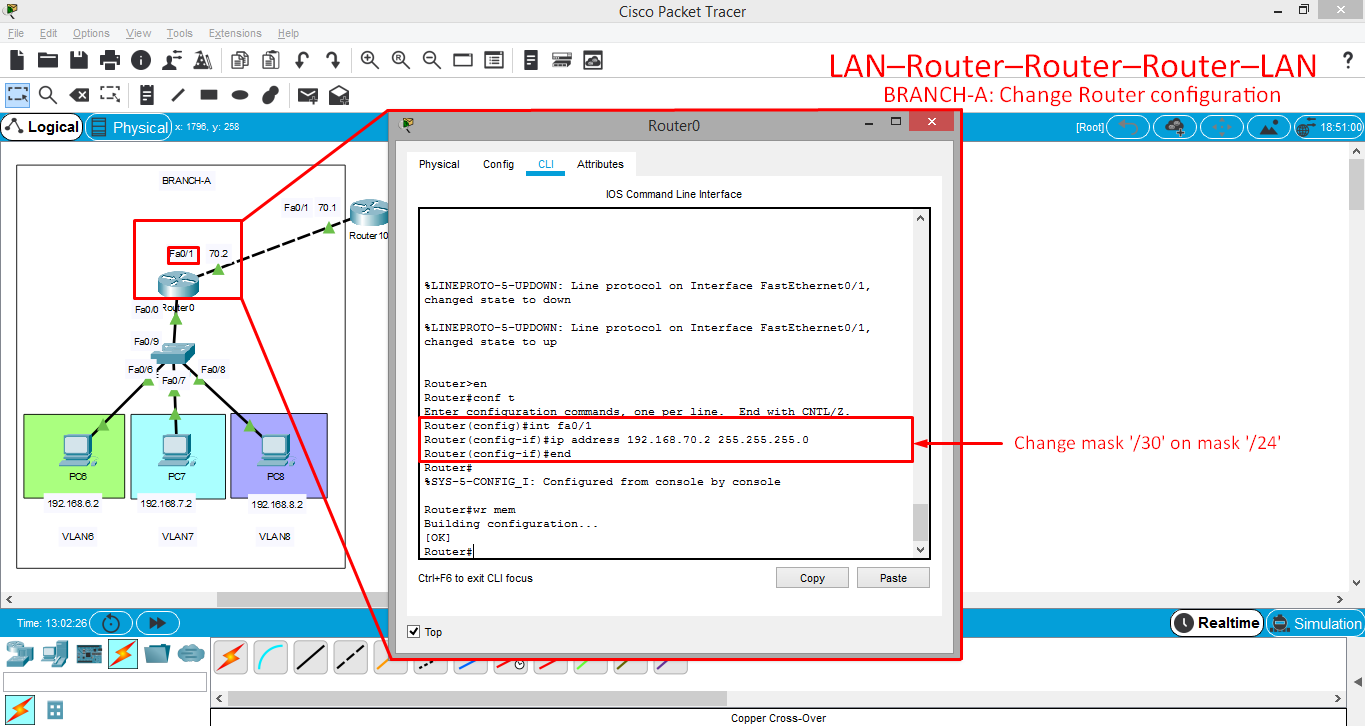 Cisco Packet Tracer
File Edit Options View Tools Extensions Help
LAN–Router–Router–Router–LAN
?
BRANCH-A: Change Router configuration
Logical Physical x: 1796, y: 258
[Root] 18:51:00
Router0
Physical Config CLI Attributes
IOS Command Line Interface
BRANCH-A
Fa0/1 70.1
Router10
Fa0/1 70.2
Router0
Fa0/0
Fa0/9
Fa0/6 Fa0/7 Fa0/8
PC6 PC7 PC8
192.168.6.2 192.168.7.2 192.168.8.2
VLAN6 VLAN7 VLAN8
%LINEPROTO-5-UPDOWN: Line protocol on Interface FastEthernet0/1,
changed state to down
%LINEPROTO-5-UPDOWN: Line protocol on Interface FastEthernet0/1,
changed state to up
Router>en
Router#conf t
Enter configuration commands, one per line. End with CNTL/Z.
Router(config)#int fa0/1
Router(config-if)#ip address 192.168.70.2 255.255.255.0
Router(config-if)#end
Router#
%SYS-5-CONFIG_I: Configured from console by console
Router#wr mem
Building configuration...
[OK]
Router#
Change mask '/30' on mask '/24'
Ctrl+F6 to exit CLI focus
Copy Paste
Top
Time: 13:02:26
Realtime Simulation
Copper Cross-Over